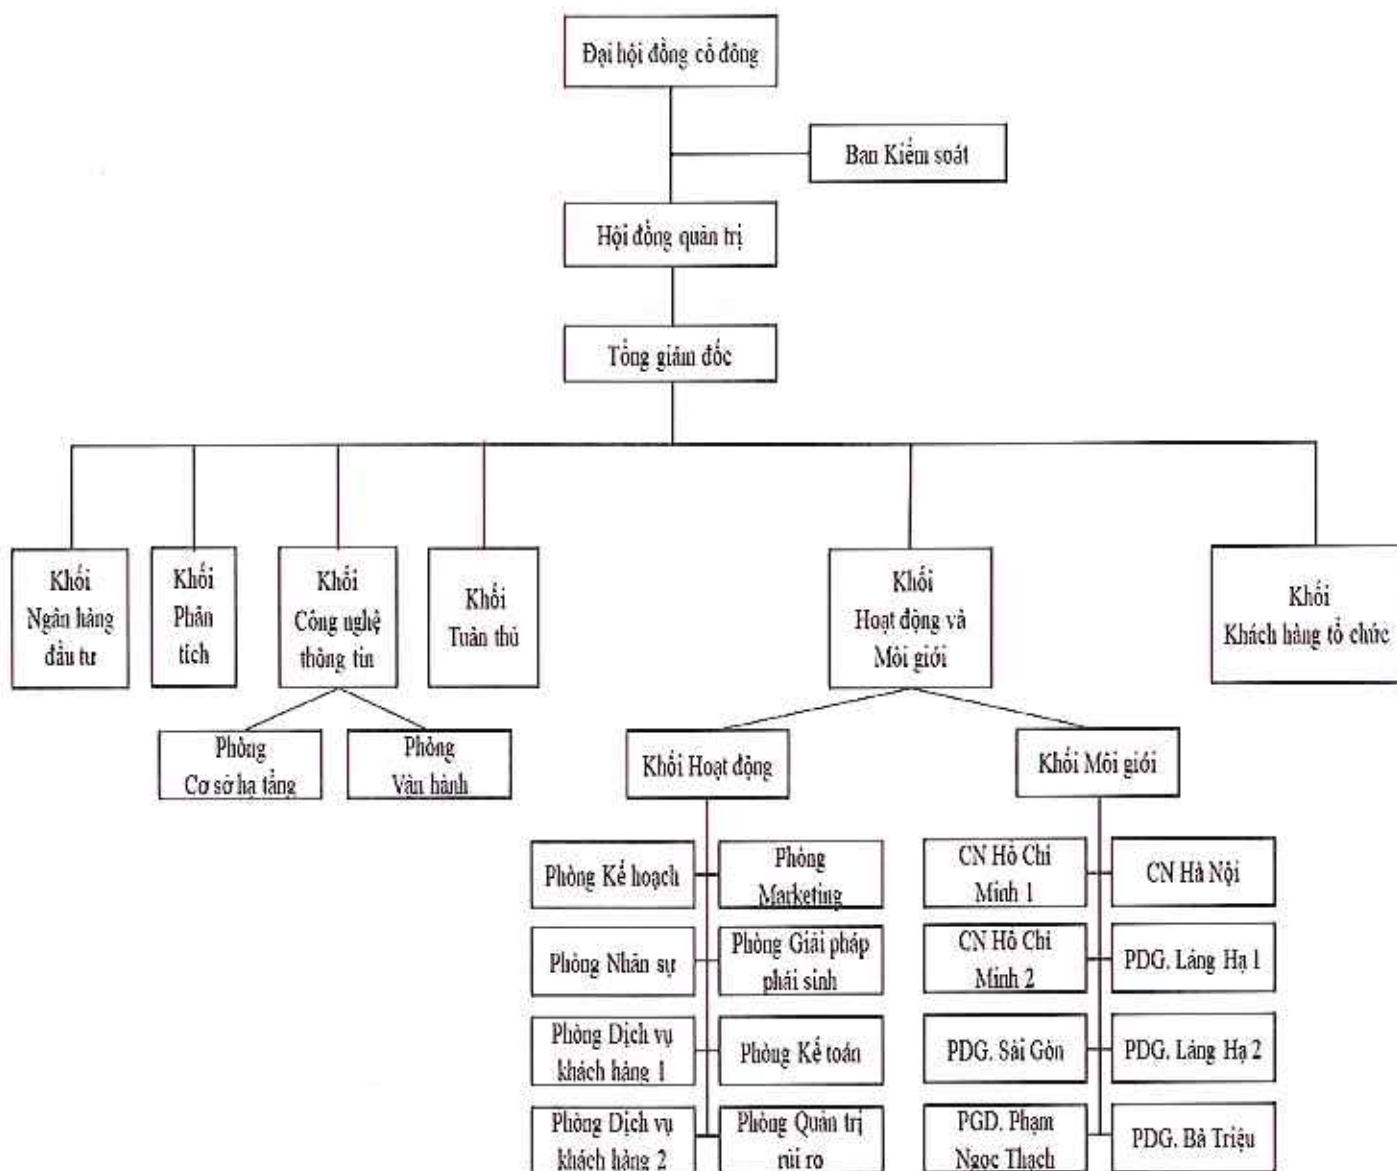 Đại hội đồng cổ đông
Ban Kiểm soát
Hội đồng quản trị
Tổng giám đốc
Khối
Ngân hàng
đầu tư
Khối
Phân
tích
Khối
Công nghệ
thông tin
Khối
Tuân thủ
Khối
Hoạt động và
Môi giới
Khối
Khách hàng tổ chức
Phòng
Cơ sở hạ tầng
Phòng
Vận hành
Khối Hoạt động
Khối Môi giới
Phòng Kế hoạch
Phòng
Marketing
CN Hồ Chí
Minh 1
CN Hà Nội
Phòng Nhân sự
Phòng Giải pháp
phái sinh
CN Hồ Chí
Minh 2
PDG. Láng Hạ 1
Phòng Dịch vụ
khách hàng 1
Phòng Kế toán
PDG. Sài Gòn
PDG. Láng Hạ 2
Phòng Dịch vụ
khách hàng 2
Phòng Quản trị
rủi ro
PGD. Phạm
Ngọc Thạch
PDG. Bà Triệu